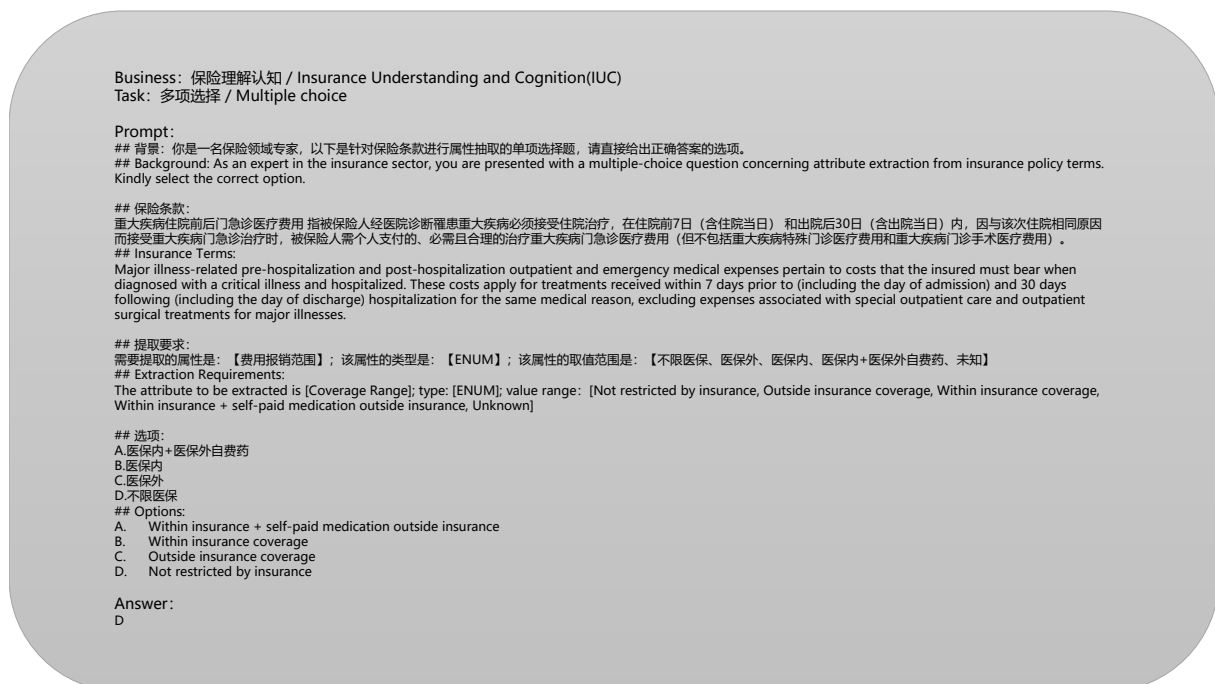 Business：保险理解认知 / Insurance Understanding and Cognition(IUC)
Task：多项选择 / Multiple choice
Prompt：
## 背景：你是一名保险领域专家，以下是针对保险条款进行属性抽取的单项选择题，请直接给出正确答案的选项。
## Background: As an expert in the insurance sector, you are presented with a multiple-choice question concerning attribute extraction from insurance policy terms.
Kindly select the correct option.
## 保险条款：
重大疾病住院前后门急诊医疗费用 指被保险人经医院诊断罹患重大疾病必须接受住院治疗，在住院前7日（含住院当日） 和出院后30日（含出院当日）内，因与该次住院相同原因
而接受重大疾病门急诊治疗时，被保险人需个人支付的、必需且合理的治疗重大疾病门急诊医疗费用（但不包括重大疾病特殊门诊医疗费用和重大疾病门诊手术医疗费用）。
## Insurance Terms:
Major illness-related pre-hospitalization and post-hospitalization outpatient and emergency medical expenses pertain to costs that the insured must bear when
diagnosed with a critical illness and hospitalized. These costs apply for treatments received within 7 days prior to (including the day of admission) and 30 days
following (including the day of discharge) hospitalization for the same medical reason, excluding expenses associated with special outpatient care and outpatient
surgical treatments for major illnesses.
## 提取要求：
需要提取的属性是：【费用报销范围】；该属性的类型是：【ENUM】；该属性的取值范围是：【不限医保、医保外、医保内、医保内+医保外自费药、未知】
## Extraction Requirements:
The attribute to be extracted is [Coverage Range]; type: [ENUM]; value range：[Not restricted by insurance, Outside insurance coverage, Within insurance coverage,
Within insurance + self-paid medication outside insurance, Unknown]
## 选项：
A.医保内+医保外自费药
B.医保内
C.医保外
D.不限医保
## Options:
A. Within insurance + self-paid medication outside insurance
B. Within insurance coverage
C. Outside insurance coverage
D. Not restricted by insurance
Answer：
D